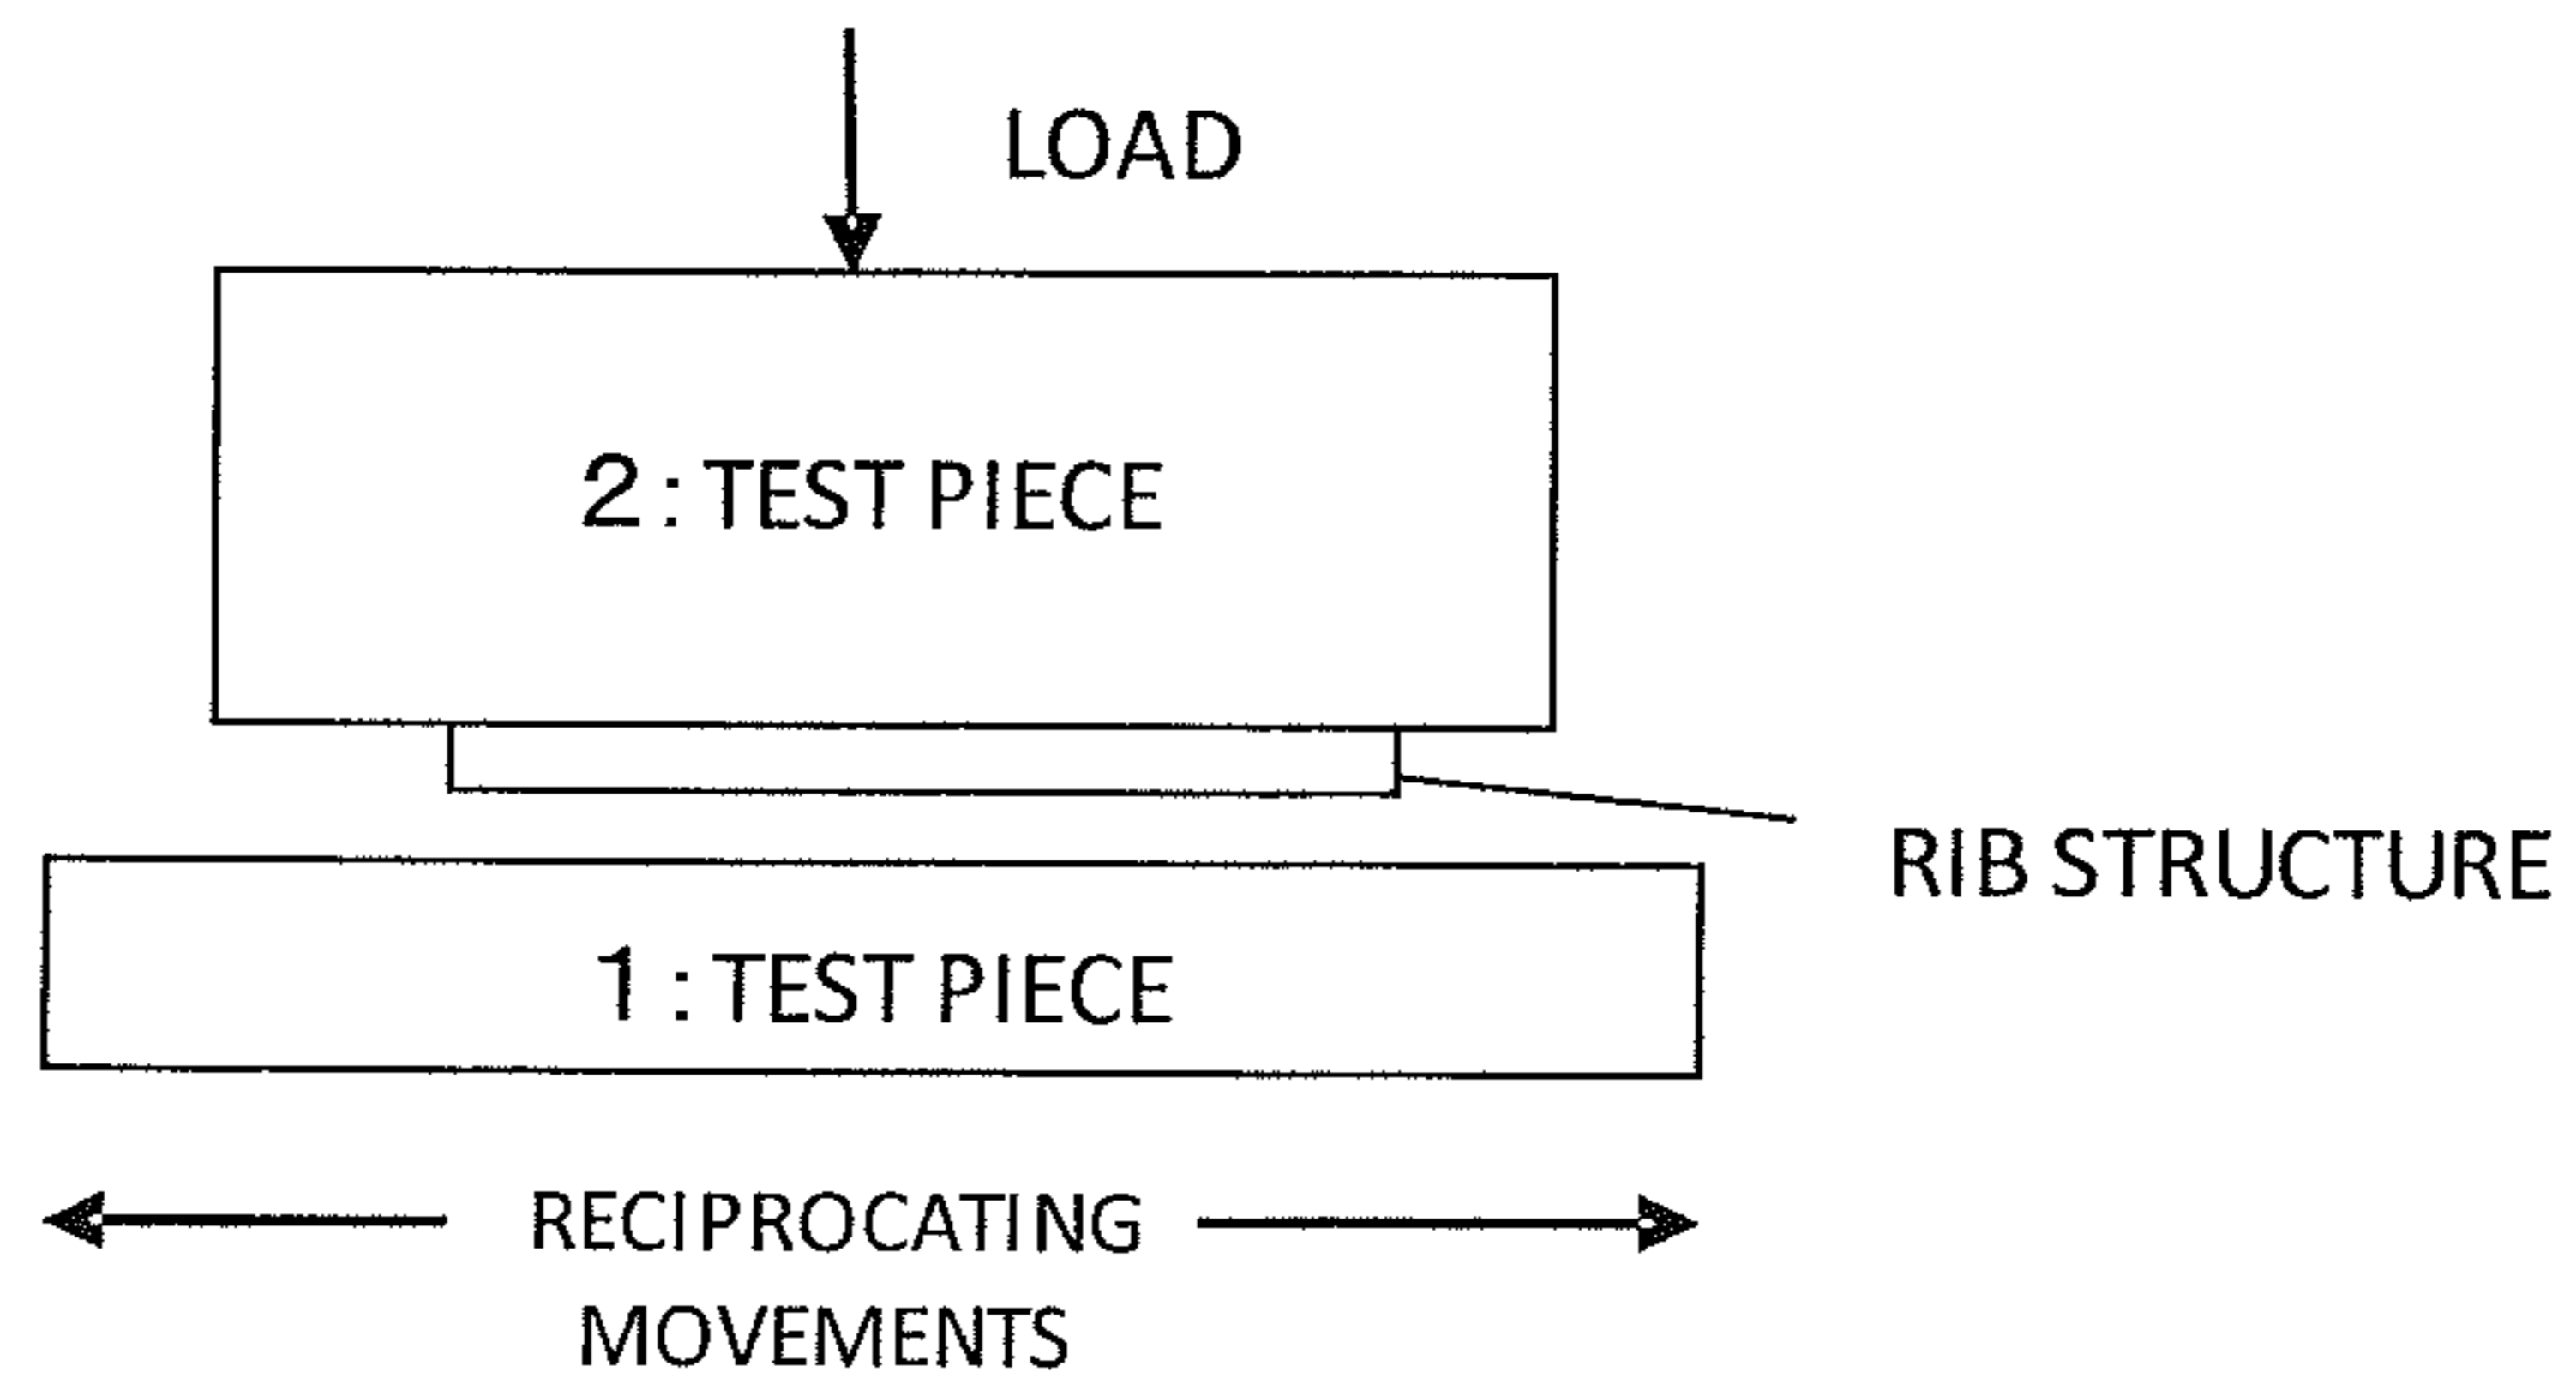 LOAD
2: TEST PIECE
RIB STRUCTURE
1: TEST PIECE
RECIPROCATING
MOVEMENTS